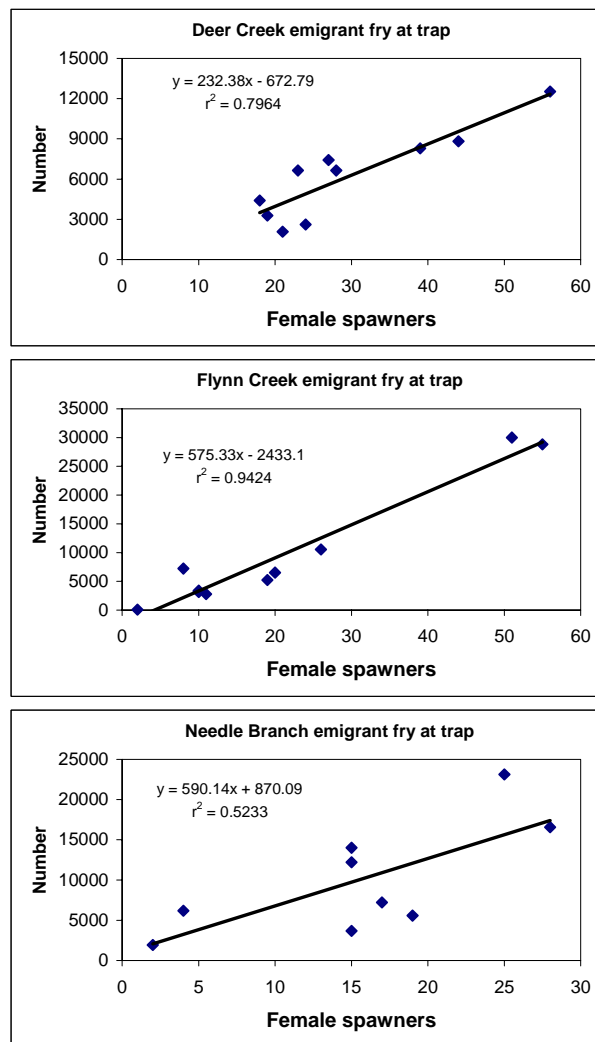 Deer Creek emigrant fry at trap
y = 232.38x - 672.79
r² = 0.7964
15000
12000
9000
6000
3000
0
Number
0 10 20 30 40 50 60
Female spawners
Flynn Creek emigrant fry at trap
y = 575.33x - 2433.1
r² = 0.9424
35000
30000
25000
20000
15000
10000
5000
0
Number
0 10 20 30 40 50 60
Female spawners
Needle Branch emigrant fry at trap
y = 590.14x + 870.09
r² = 0.5233
25000
20000
15000
10000
5000
0
Number
0 5 10 15 20 25 30
Female spawners